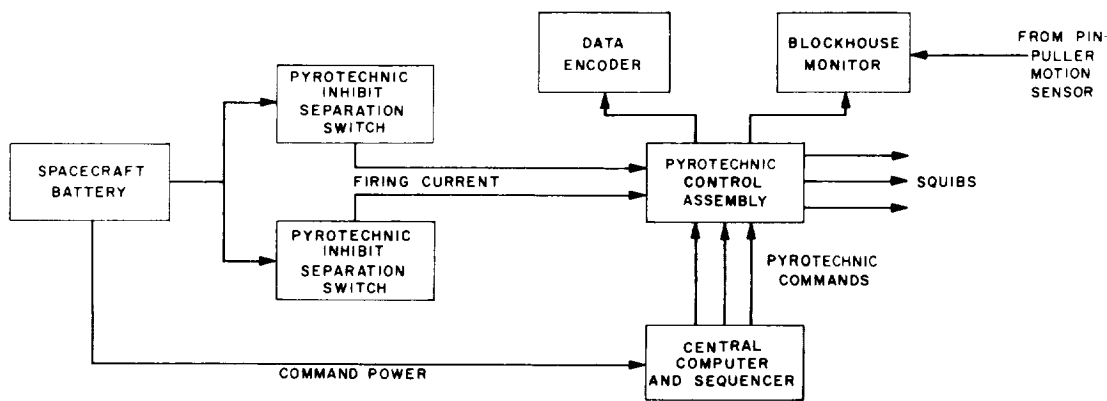 DATA
ENCODER
BLOCKHOUSE
MONITOR
FROM PIN-
PULLER
MOTION
SENSOR
PYROTECHNIC
INHIBIT
SEPARATION
SWITCH
SPACECRAFT
BATTERY
FIRING CURRENT
PYROTECHNIC
CONTROL
ASSEMBLY
SQUIBS
PYROTECHNIC
INHIBIT
SEPARATION
SWITCH
PYROTECHNIC
COMMANDS
COMMAND POWER
CENTRAL
COMPUTER
AND SEQUENCER